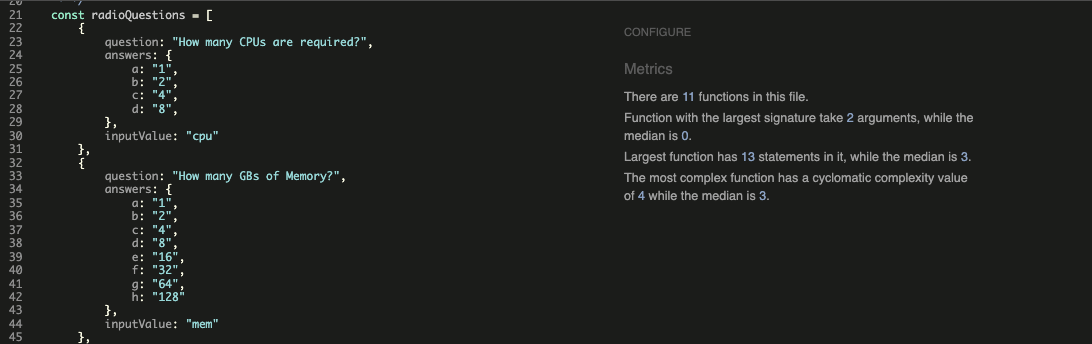 21 const radioQuestions = [
22 {
23 question: "How many CPUs are required?",
24 answers: {
25 a: "1",
26 b: "2",
27 c: "4",
28 d: "8",
29 },
30 inputValue: "cpu"
31 },
32 {
33 question: "How many GBs of Memory?",
34 answers: {
35 a: "1",
36 b: "2",
37 c: "4",
38 d: "8",
39 e: "16",
40 f: "32",
41 g: "64",
42 h: "128"
43 },
44 inputValue: "mem"
45 },
CONFIGURE
Metrics
There are 11 functions in this file.
Function with the largest signature take 2 arguments, while the
median is 0.
Largest function has 13 statements in it, while the median is 3.
The most complex function has a cyclomatic complexity value
of 4 while the median is 3.